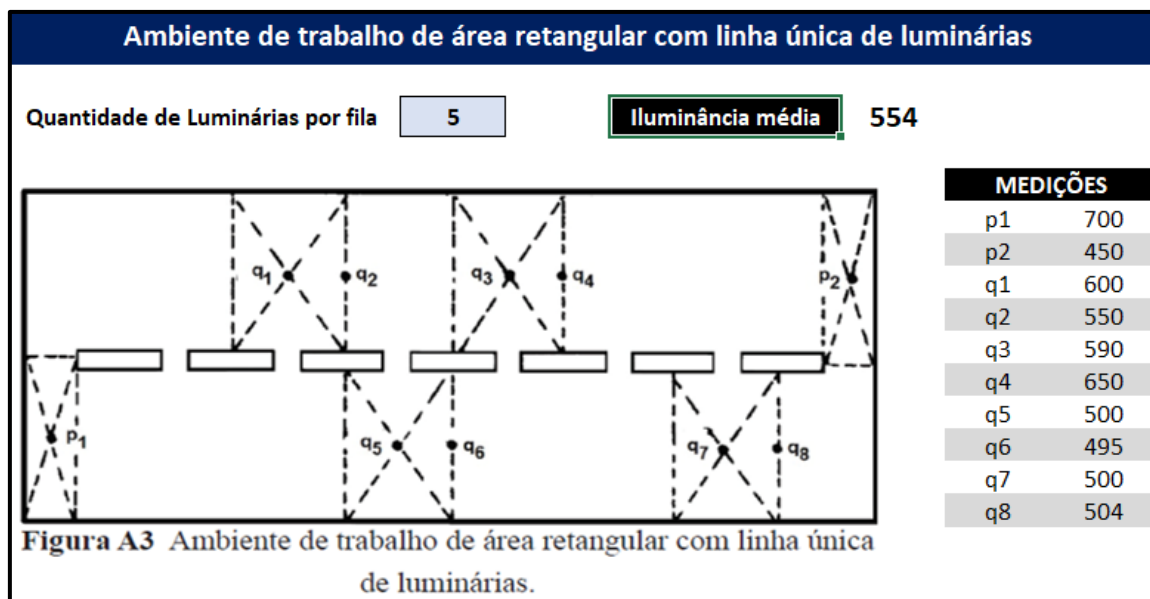 Ambiente de trabalho de área retangular com linha única de luminárias
Quantidade de Luminárias por fila 5 Iluminância média 554
q1 q2 q3 q4 p2
p1 q5 q6 q7 q8
Figura A3 Ambiente de trabalho de área retangular com linha única
de luminárias.
MEDIÇÕES
p1 700
p2 450
q1 600
q2 550
q3 590
q4 650
q5 500
q6 495
q7 500
q8 504